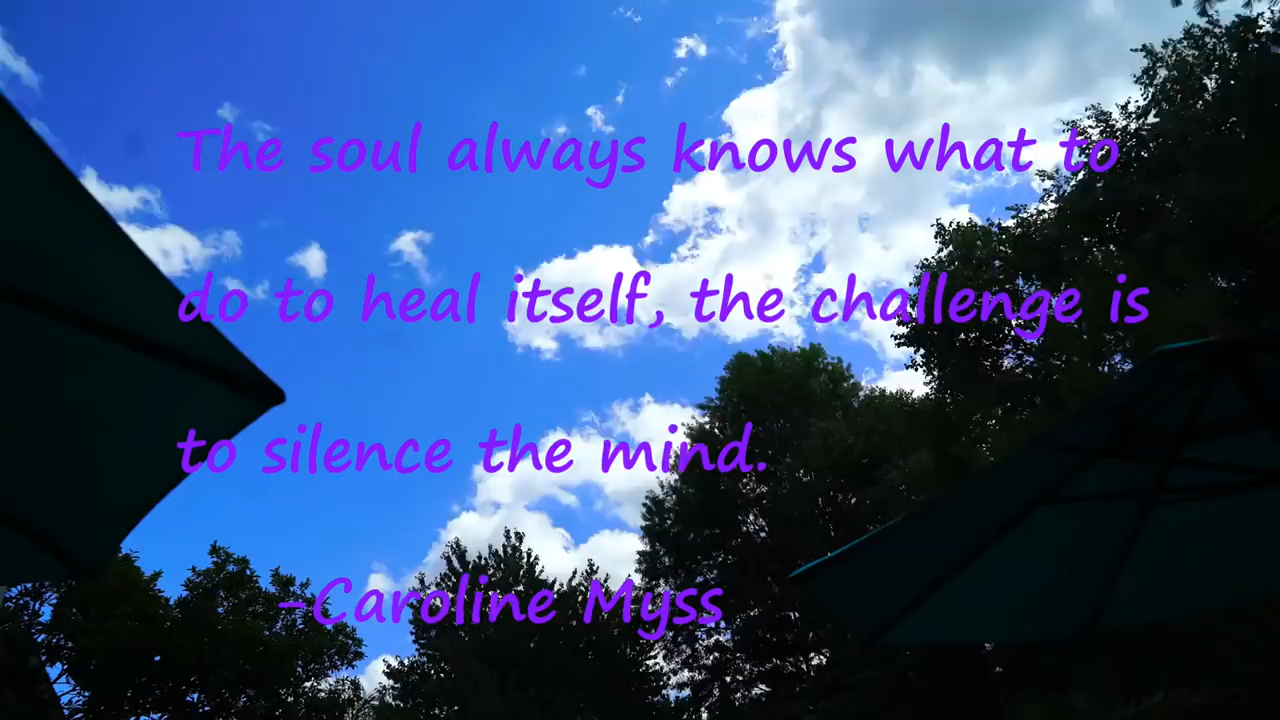 The soul always knows what to
do to heal itself, the challenge is
to silence the mind.
-Caroline Myss